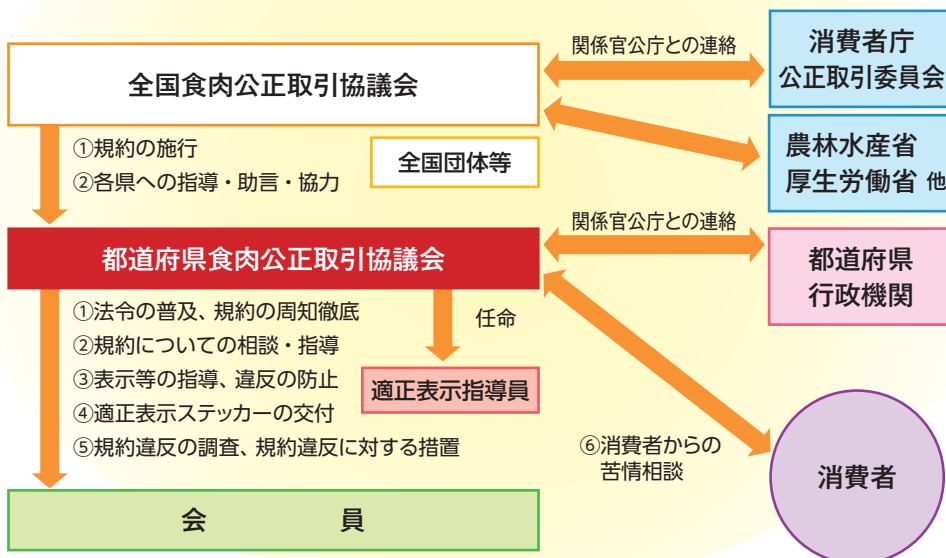 全国食肉公正取引協議会
関係官公庁との連絡
消費者庁
公正取引委員会
①規約の施行
②各県への指導・助言・協力
全国団体等
農林水産省
厚生労働省 他
都道府県食肉公正取引協議会
関係官公庁との連絡
都道府県
行政機関
①法令の普及、規約の周知徹底
②規約についての相談・指導
③表示等の指導、違反の防止
④適正表示ステッカーの交付
⑤規約違反の調査、規約違反に対する措置
任命
適正表示指導員
⑥消費者からの
苦情相談
消費者
会　　員